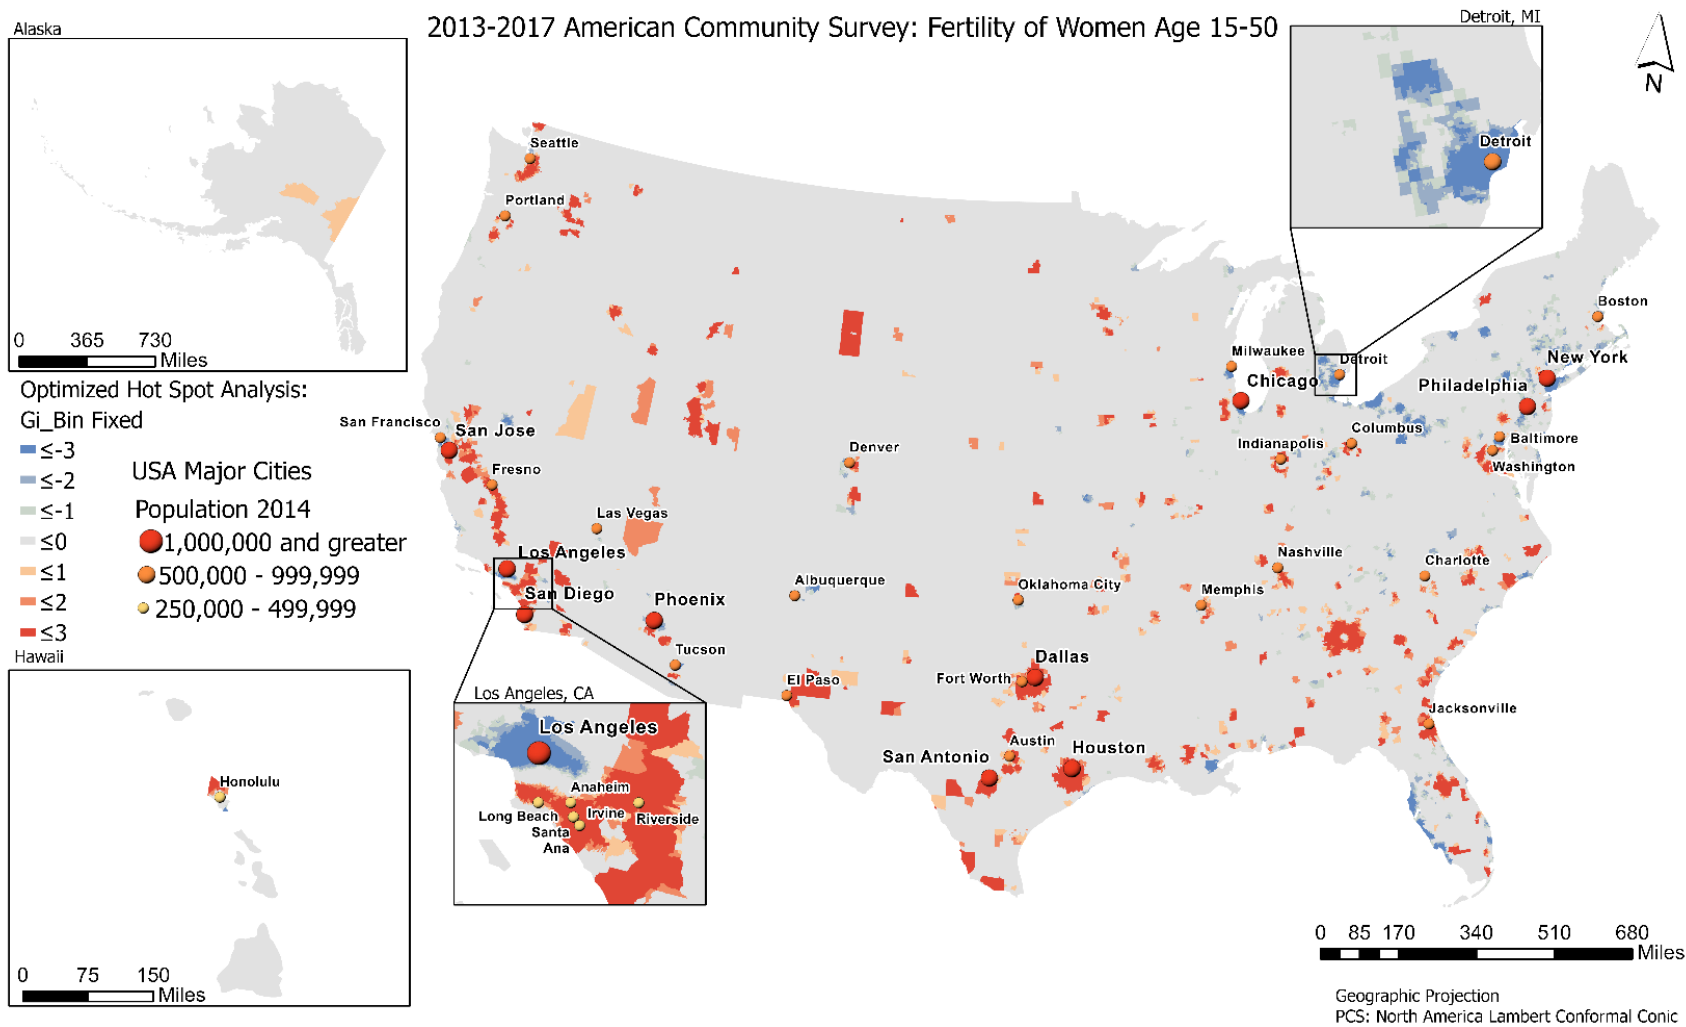 2013-2017 American Community Survey: Fertility of Women Age 15-50
Alaska
0 365 730
Miles
Optimized Hot Spot Analysis:
Gi_Bin Fixed
≤-3
≤-2
≤-1
≤0
≤1
≤2
≤3
USA Major Cities
Population 2014
1,000,000 and greater
500,000 - 999,999
250,000 - 499,999
Hawaii
Honolulu
0 75 150
Miles
Detroit, MI
Detroit
N
Seattle
Portland
Boston
Milwaukee
Detroit
New York
Chicago
Philadelphia
San Francisco
San Jose
Columbus
Baltimore
Indianapolis
Denver
Washington
Fresno
Las Vegas
Los Angeles
Nashville
Charlotte
San Diego
Albuquerque
Oklahoma City
Memphis
Phoenix
Tucson
Dallas
El Paso
Fort Worth
Jacksonville
Austin
Houston
San Antonio
Los Angeles, CA
Los Angeles
Anaheim
Long Beach
Irvine
Riverside
Santa
Ana
0 85 170 340 510 680
Miles
Geographic Projection
PCS: North America Lambert Conformal Conic